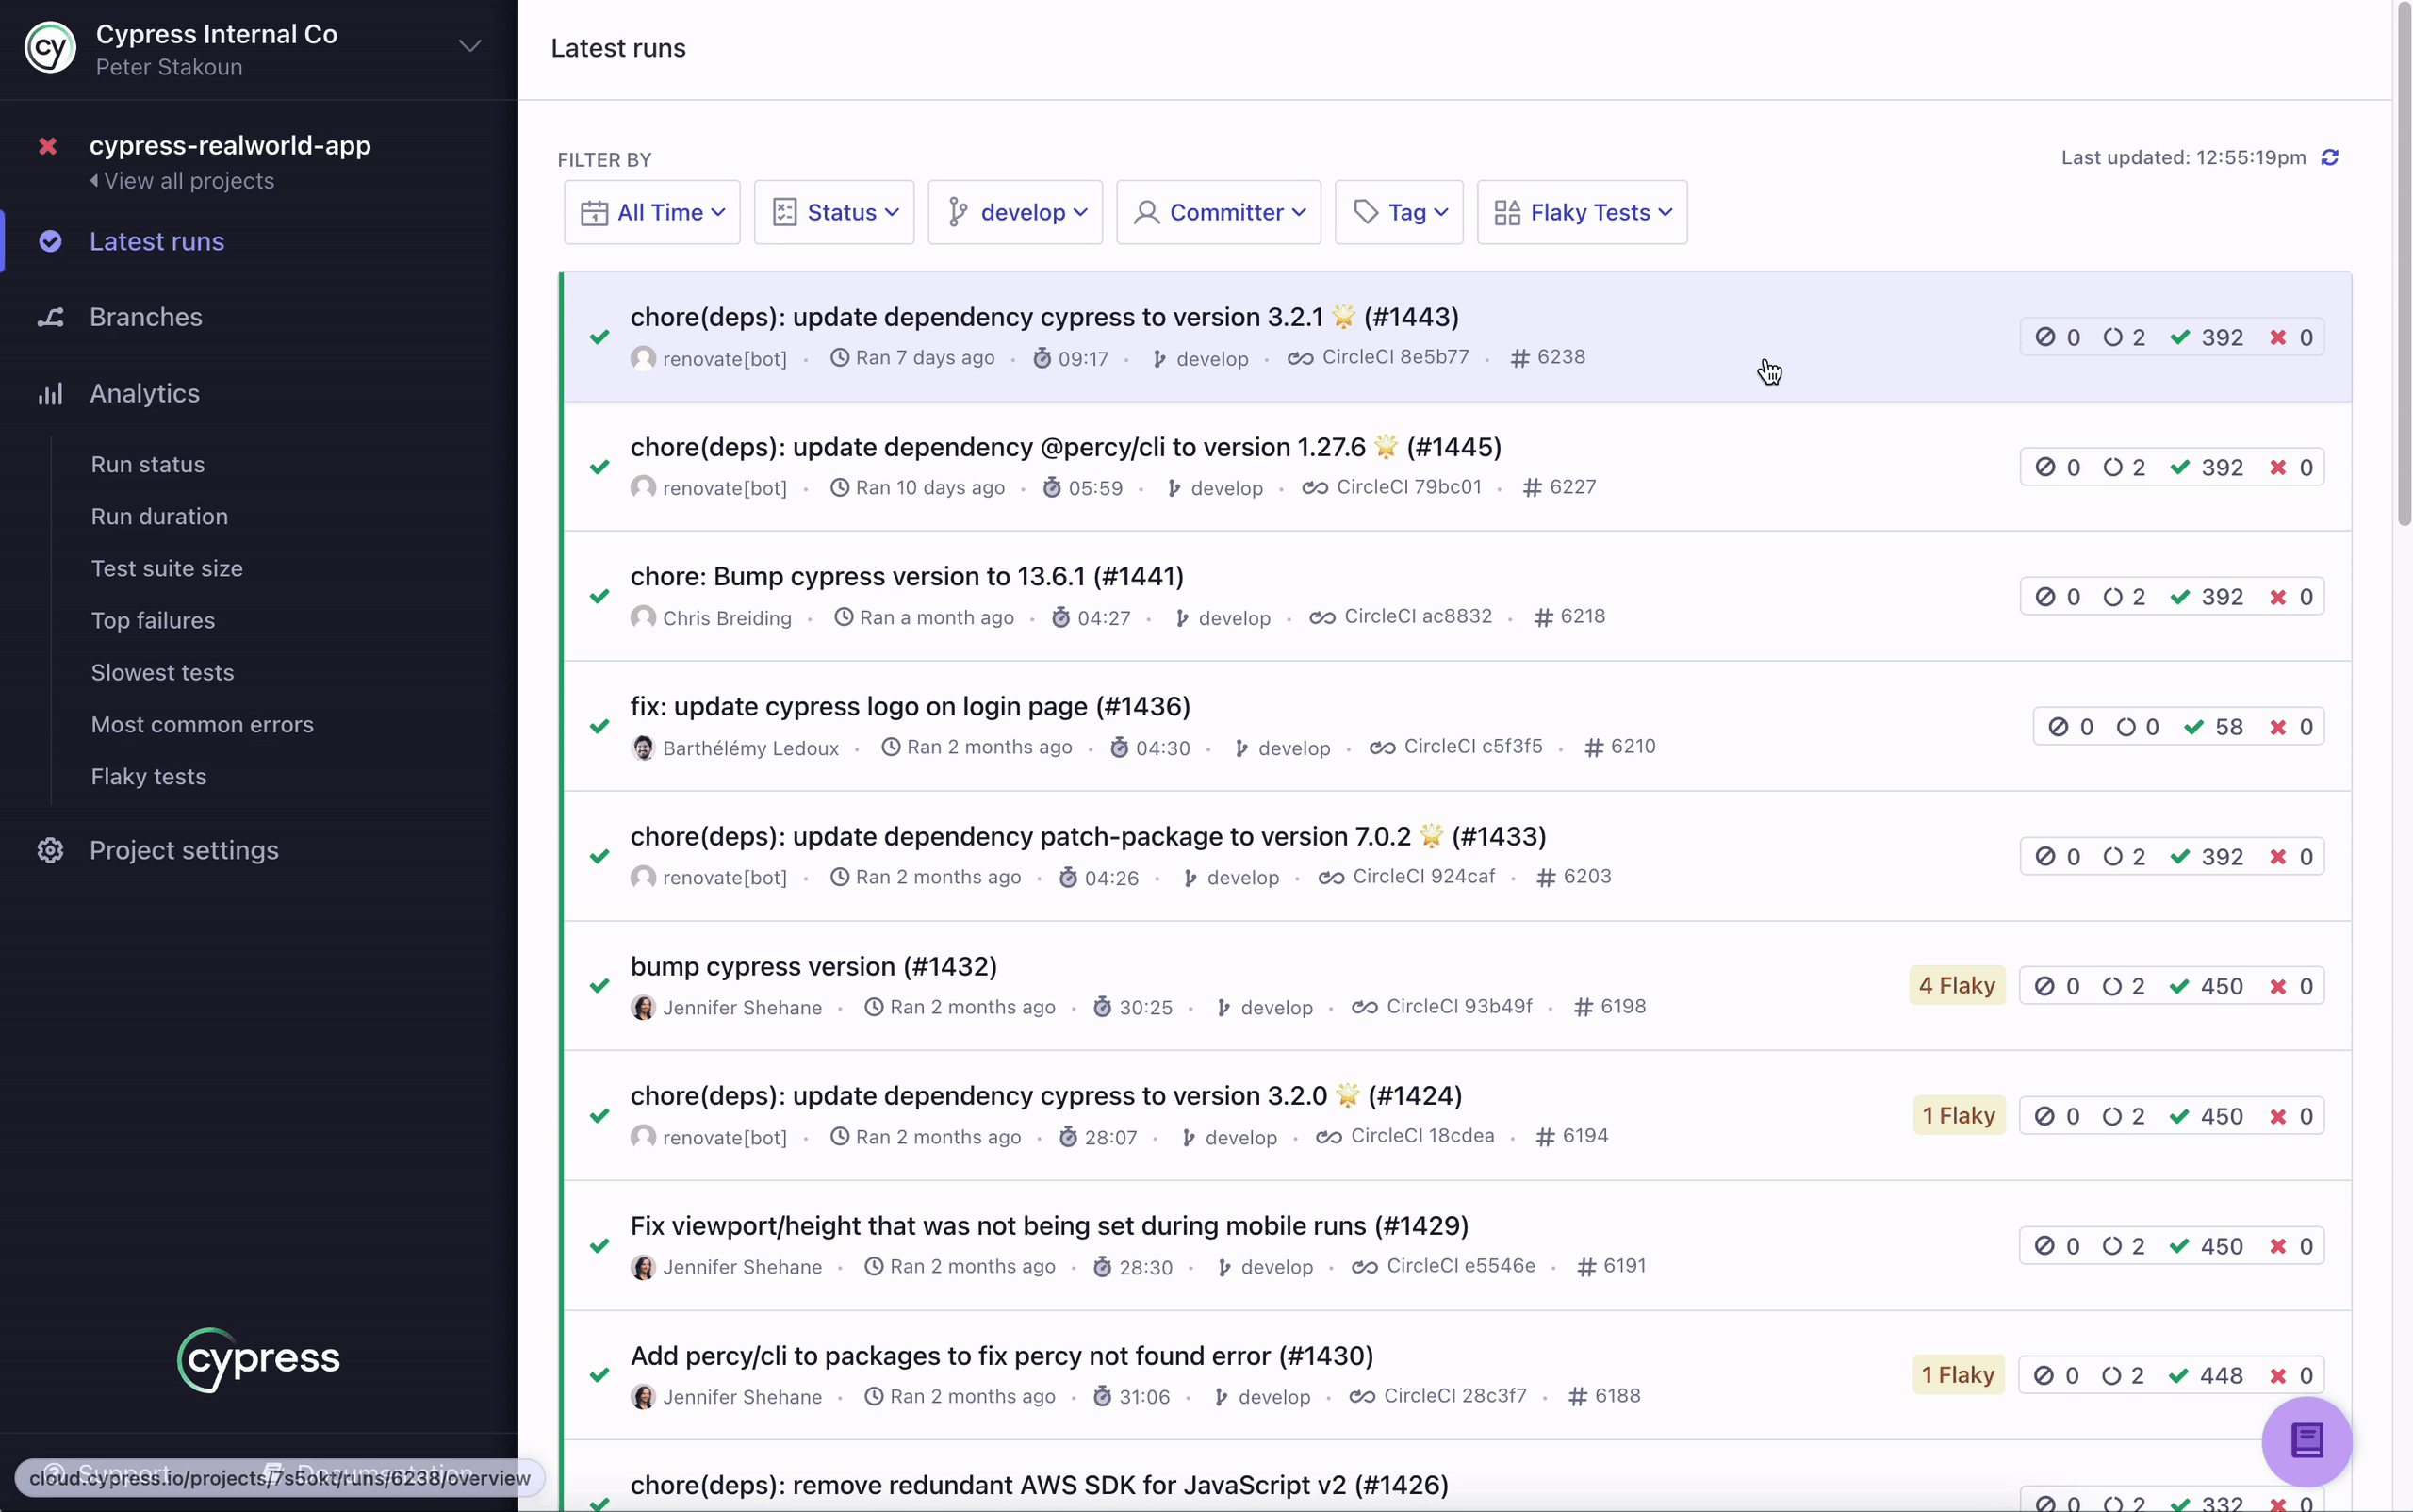 Cypress Internal Co
Peter Stakoun
cypress-realworld-app
View all projects
Latest runs
Branches
Analytics
Run status
Run duration
Test suite size
Top failures
Slowest tests
Most common errors
Flaky tests
Project settings
cypress
Support Documentation
cloud.cypress.io/projects/7s5okt/runs/6238/overview
Latest runs
FILTER BY
Last updated: 12:55:19pm
All Time Status develop Committer Tag Flaky Tests
chore(deps): update dependency cypress to version 3.2.1 🌟 (#1443)
renovate[bot] · Ran 7 days ago · 09:17 · develop · CircleCI 8e5b77 · # 6238
0 2 392 0
chore(deps): update dependency @percy/cli to version 1.27.6 🌟 (#1445)
renovate[bot] · Ran 10 days ago · 05:59 · develop · CircleCI 79bc01 · # 6227
0 2 392 0
chore: Bump cypress version to 13.6.1 (#1441)
Chris Breiding · Ran a month ago · 04:27 · develop · CircleCI ac8832 · # 6218
0 2 392 0
fix: update cypress logo on login page (#1436)
Barthélémy Ledoux · Ran 2 months ago · 04:30 · develop · CircleCI c5f3f5 · # 6210
0 0 58 0
chore(deps): update dependency patch-package to version 7.0.2 🌟 (#1433)
renovate[bot] · Ran 2 months ago · 04:26 · develop · CircleCI 924caf · # 6203
0 2 392 0
bump cypress version (#1432)
Jennifer Shehane · Ran 2 months ago · 30:25 · develop · CircleCI 93b49f · # 6198
4 Flaky 0 2 450 0
chore(deps): update dependency cypress to version 3.2.0 🌟 (#1424)
renovate[bot] · Ran 2 months ago · 28:07 · develop · CircleCI 18cdea · # 6194
1 Flaky 0 2 450 0
Fix viewport/height that was not being set during mobile runs (#1429)
Jennifer Shehane · Ran 2 months ago · 28:30 · develop · CircleCI e5546e · # 6191
0 2 450 0
Add percy/cli to packages to fix percy not found error (#1430)
Jennifer Shehane · Ran 2 months ago · 31:06 · develop · CircleCI 28c3f7 · # 6188
1 Flaky 0 2 448 0
chore(deps): remove redundant AWS SDK for JavaScript v2 (#1426)
0 2 332 0